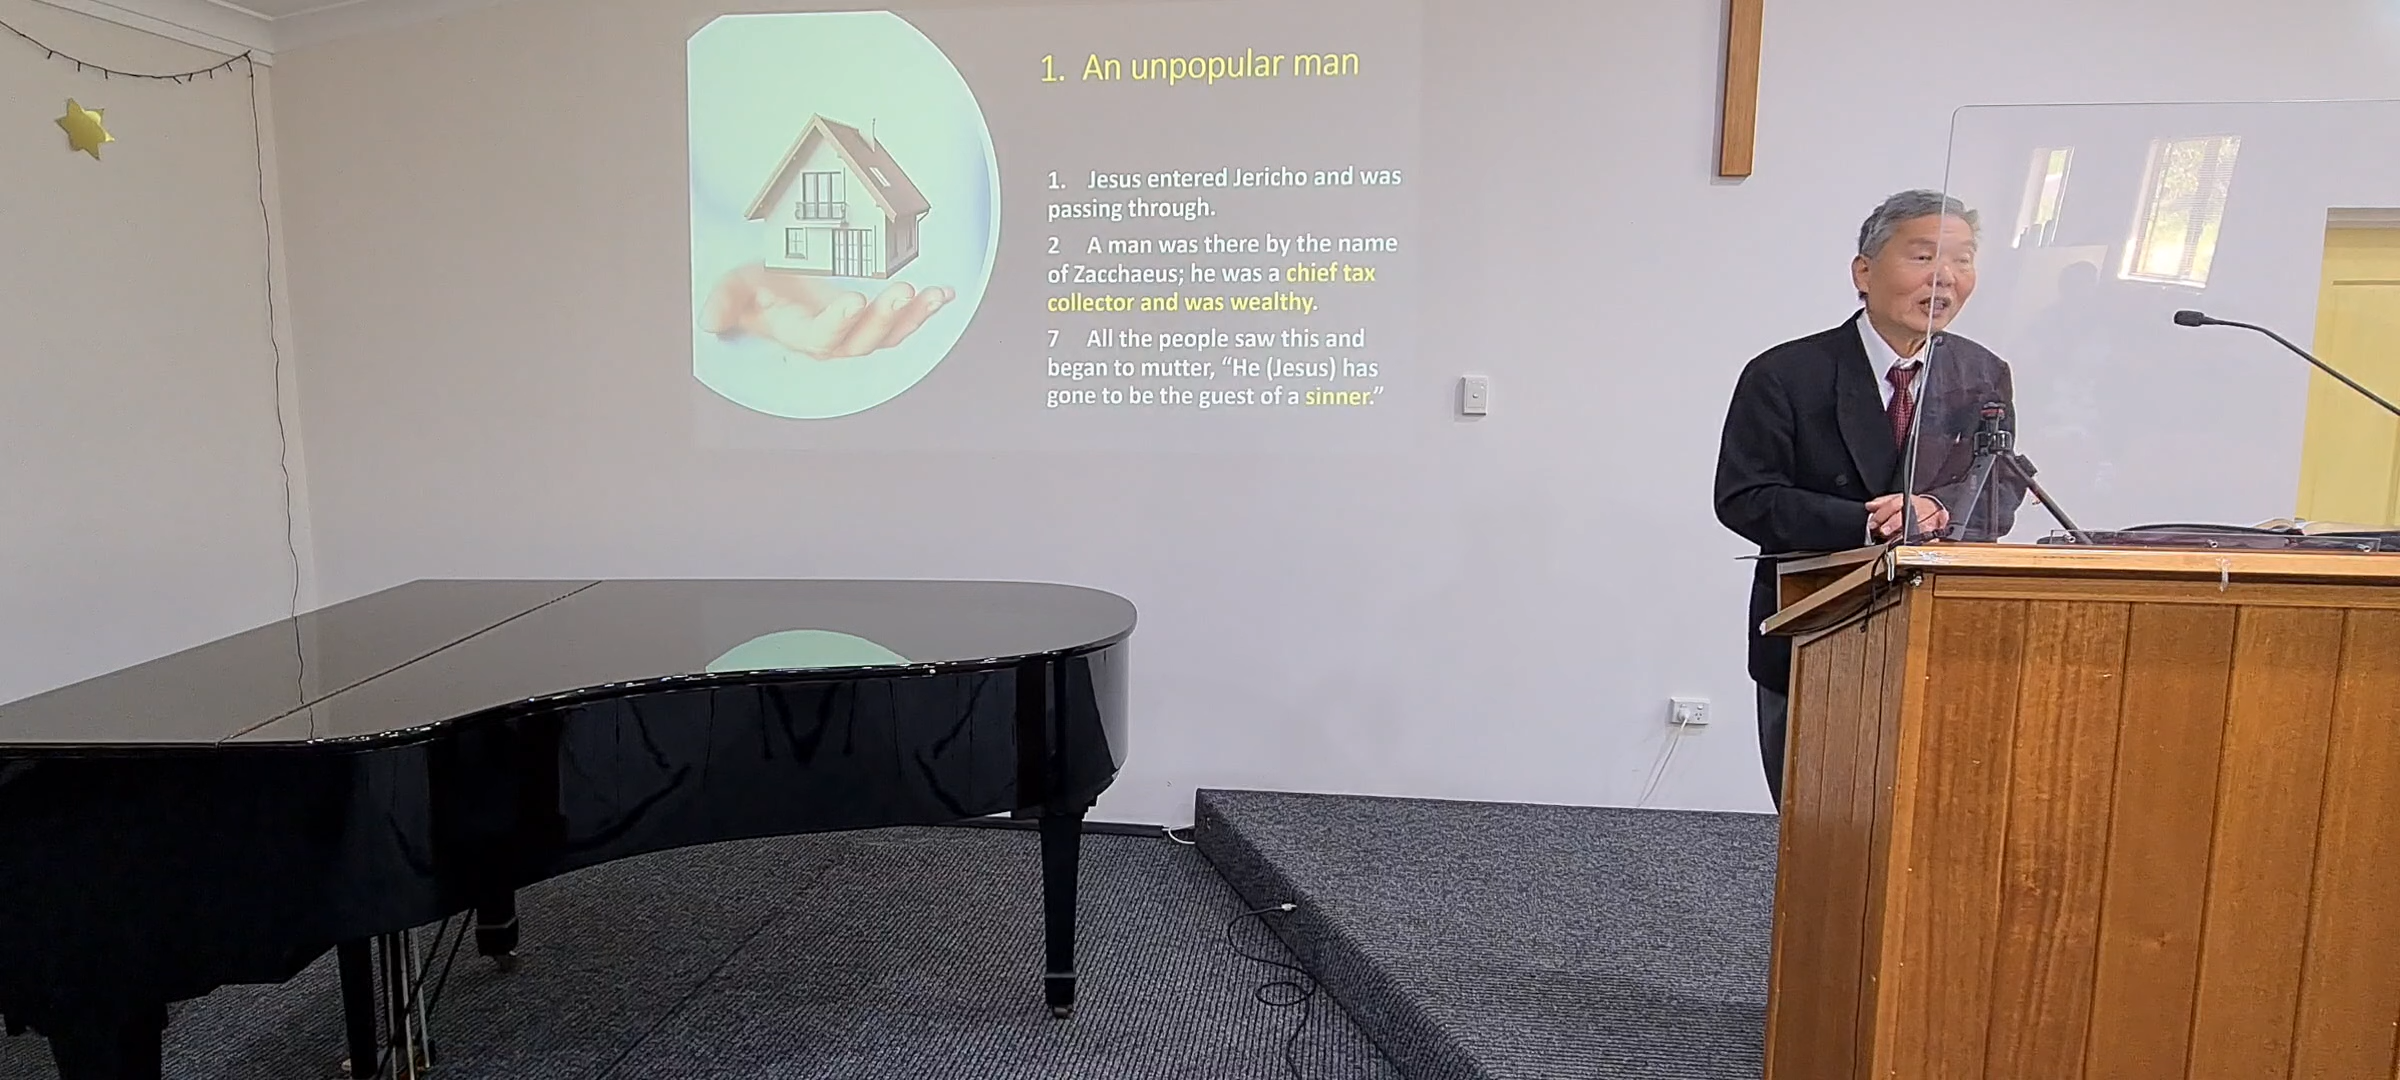 1. An unpopular man
1. Jesus entered Jericho and was
passing through.
2 A man was there by the name
of Zacchaeus; he was a chief tax
collector and was wealthy.
7 All the people saw this and
began to mutter, “He (Jesus) has
gone to be the guest of a sinner.”